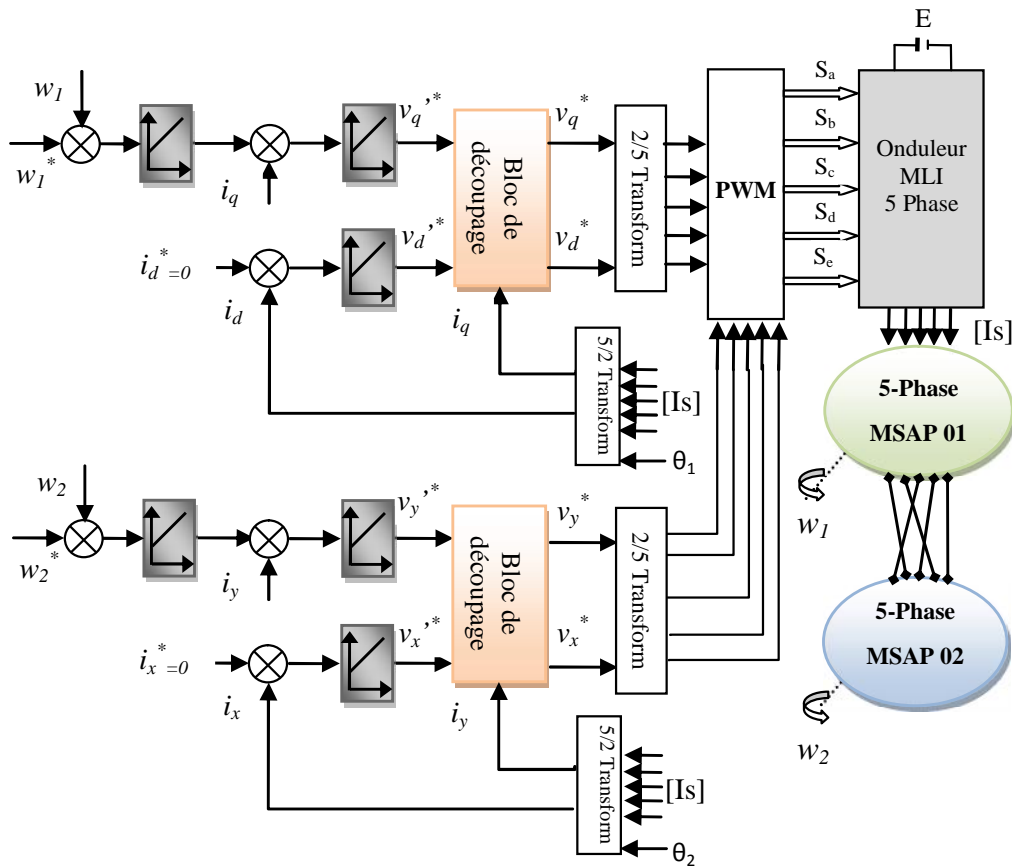 E
w1
w1*
iq
vq'*
vq*
Bloc de
découpage
2/5 Transform
PWM
Sa
Sb
Sc
Sd
Se
Onduleur
MLI
5 Phase
id*=0
id
vd'*
vd*
iq
5/2 Transform
[Is]
θ1
[Is]
5-Phase
MSAP 01
w1
w2
w2*
iy
vy'*
vy*
Bloc de
découpage
2/5 Transform
ix*=0
ix
vx'*
vx*
iy
5/2 Transform
[Is]
θ2
5-Phase
MSAP 02
w2